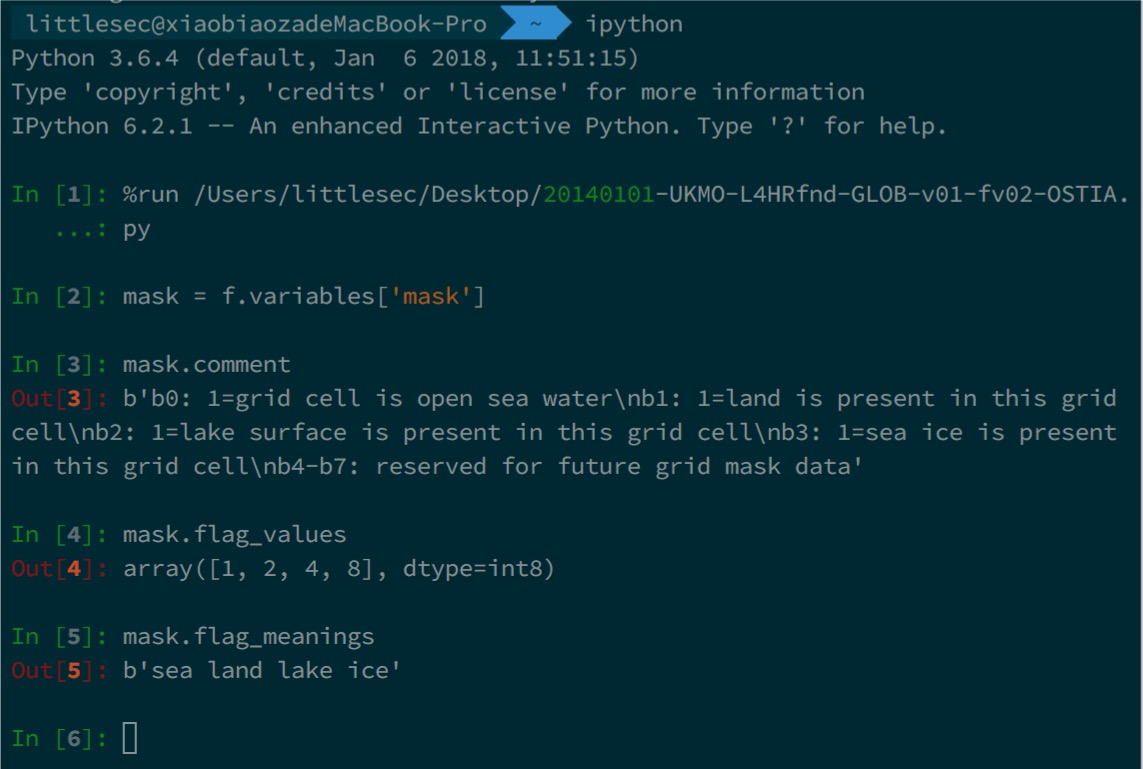 littlesec@xiaobiaozadeMacBook-Pro ~ ipython
Python 3.6.4 (default, Jan  6 2018, 11:51:15)
Type 'copyright', 'credits' or 'license' for more information
IPython 6.2.1 -- An enhanced Interactive Python. Type '?' for help.
In [1]: %run /Users/littlesec/Desktop/20140101-UKMO-L4HRfnd-GLOB-v01-fv02-OSTIA.
...: py
In [2]: mask = f.variables['mask']
In [3]: mask.comment
Out[3]: b'b0: 1=grid cell is open sea water\nb1: 1=land is present in this grid
cell\nb2: 1=lake surface is present in this grid cell\nb3: 1=sea ice is present
in this grid cell\nb4-b7: reserved for future grid mask data'
In [4]: mask.flag_values
Out[4]: array([1, 2, 4, 8], dtype=int8)
In [5]: mask.flag_meanings
Out[5]: b'sea land lake ice'
In [6]: